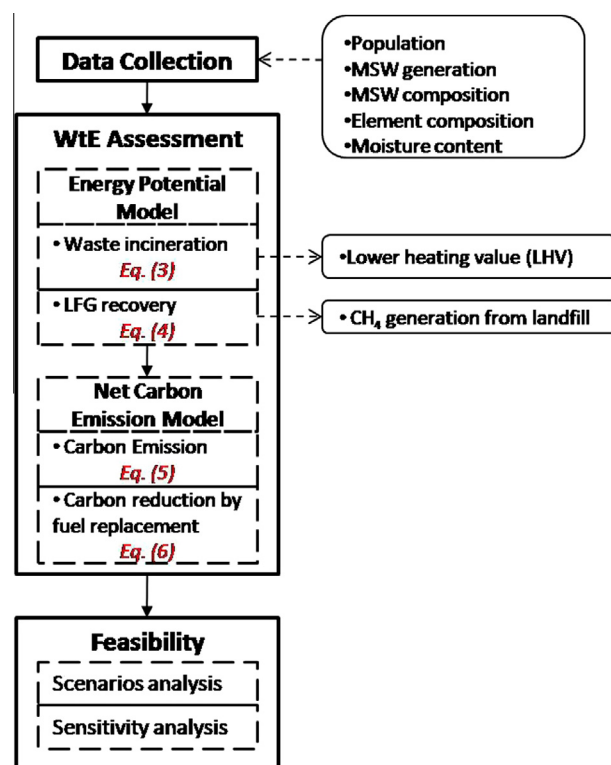 Data Collection
•Population
•MSW generation
•MSW composition
•Element composition
•Moisture content
WtE Assessment
Energy Potential
Model
• Waste incineration
Eq. (3)
•Lower heating value (LHV)
• LFG recovery
Eq. (4)
• CH₄ generation from landfill
Net Carbon
Emission Model
• Carbon Emission
Eq. (5)
• Carbon reduction by
fuel replacement
Eq. (6)
Feasibility
Scenarios analysis
Sensitivity analysis